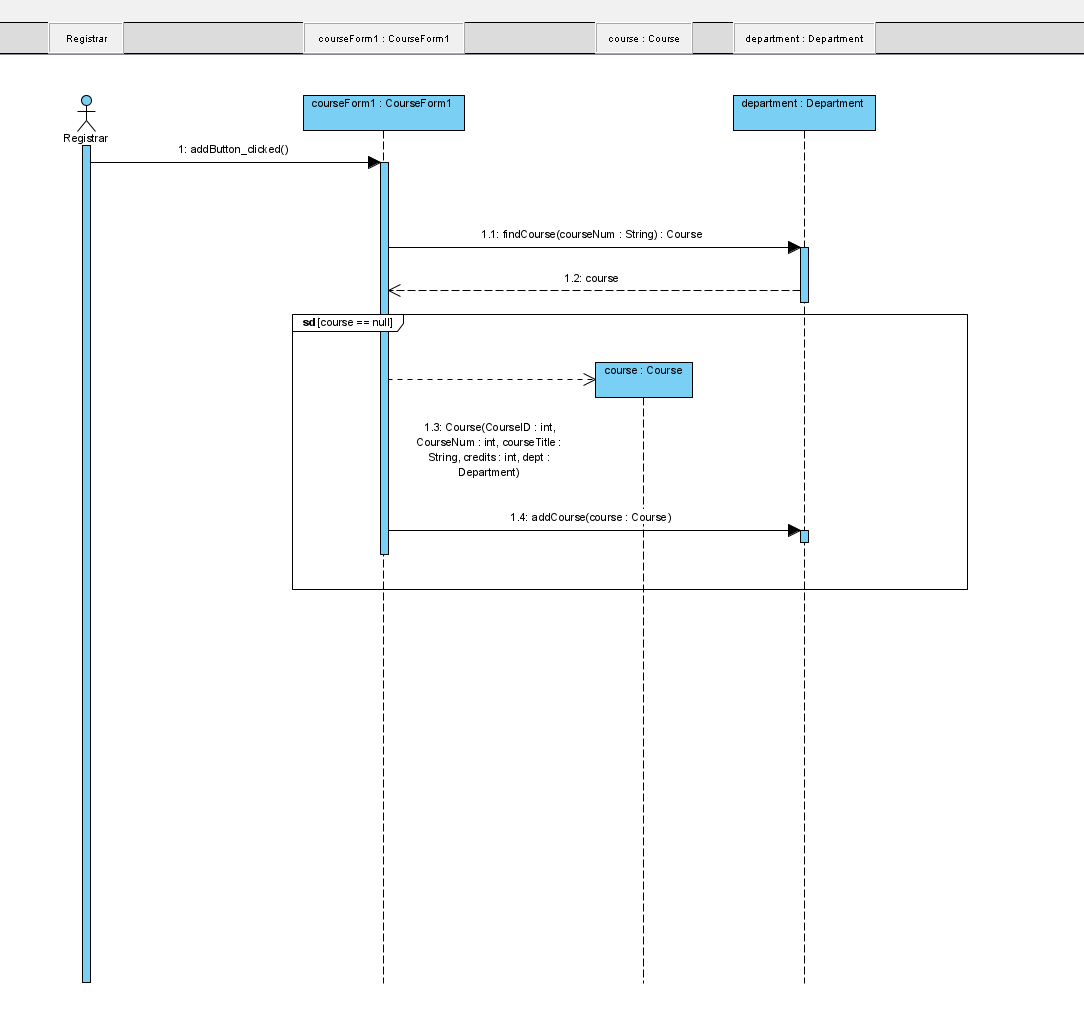 Registrar
courseForm1 : CourseForm1
course : Course
department : Department
courseForm1 : CourseForm1
department : Department
Registrar
1: addButton_clicked()
1.1: findCourse(courseNum : String) : Course
1.2: course
sd [course == null]
course : Course
1.3: Course(CourseID : int,
CourseNum : int, courseTitle :
String, credits : int, dept :
Department)
1.4: addCourse(course : Course)